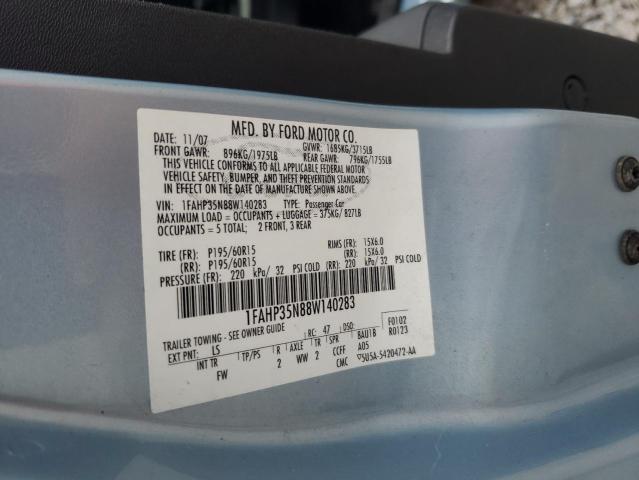 MFD. BY FORD MOTOR CO.
DATE: 11/07 GVWR: 1685KG/3715LB
FRONT GAWR: 896KG/1975LB REAR GAWR: 796KG/1755LB
THIS VEHICLE CONFORMS TO ALL APPLICABLE FEDERAL MOTOR
VEHICLE SAFETY, BUMPER, AND THEFT PREVENTION STANDARDS
IN EFFECT ON THE DATE OF MANUFACTURE SHOWN ABOVE.
VIN: 1FAHP35N88W140283 TYPE: Passenger Car
MAXIMUM LOAD = OCCUPANTS + LUGGAGE = 375KG/827LB
OCCUPANTS = 5 TOTAL; 2 FRONT, 3 REAR
TIRE (FR): P195/60R15 RIMS (FR): 15X6.0
(RR): P195/60R15 (RR): 15X6.0
PRESSURE (FR): 220 kPa/ 32 PSI COLD (RR): 220 kPa/ 32 PSI COLD
1FAHP35N88W140283
TRAILER TOWING - SEE OWNER GUIDE RC: 47 DSO: F0102
EXT PNT: LS BAU1B R0123
INT TR TP/PS R AXLE TR SPR A05
FW 2 WW 2 CCFF 5U5A-5420472-AA
CMC